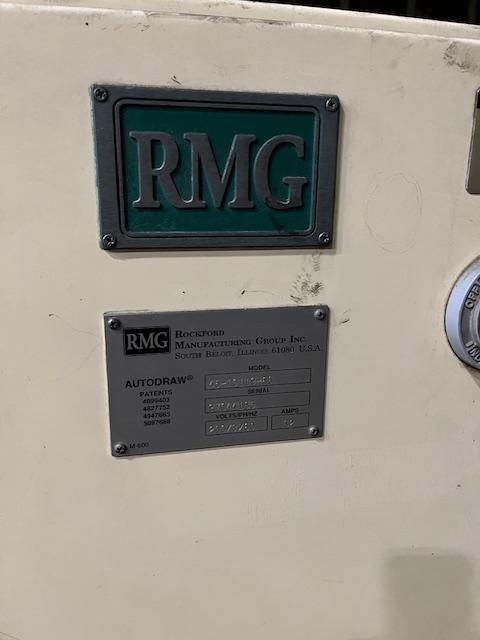 RMG
RMG ROCKFORD
MANUFACTURING GROUP INC.
SOUTH BELOIT, ILLINOIS 61080 U.S.A.
MODEL
AUTODRAW®
PATENTS
4099403
4827752
4947665
5097688
SERIAL
VOLTS/PH/HZ
AMPS
M-600
OFF